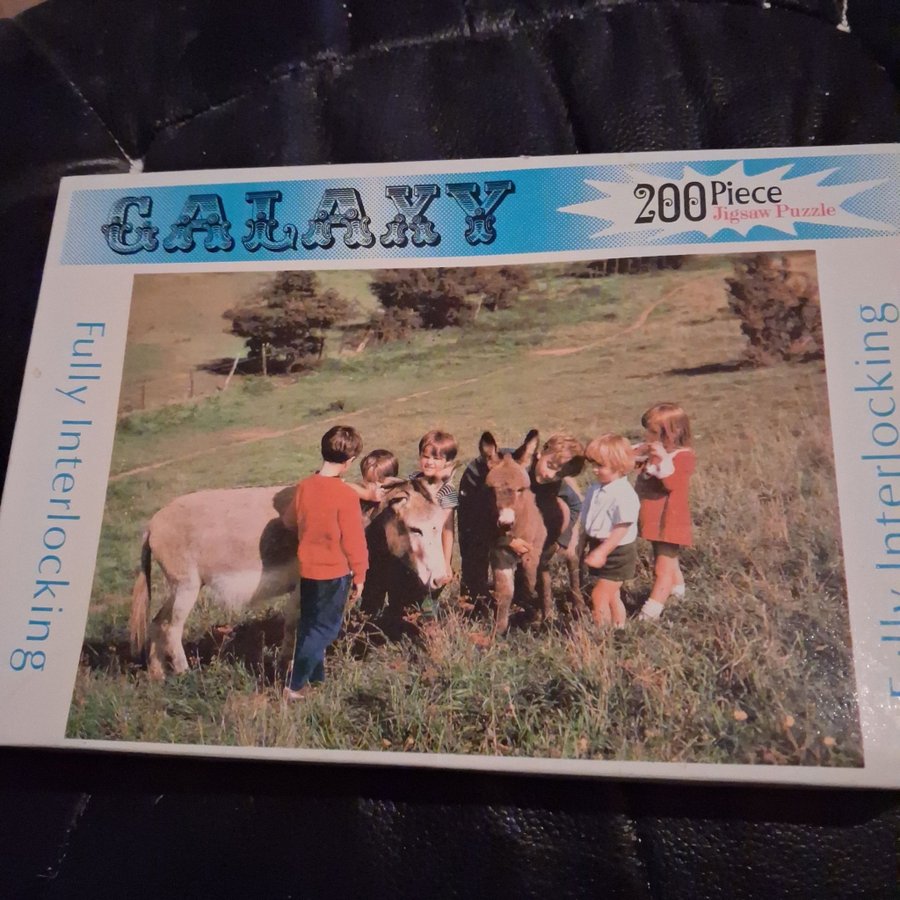 GALAXY
200 Piece
Jigsaw Puzzle
Fully Interlocking
Fully Interlocking